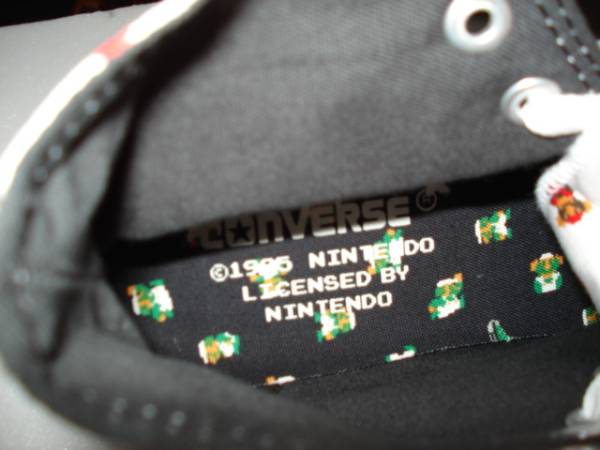 CONVERSE®
©1985 NINTENDO
LICENSED BY
NINTENDO